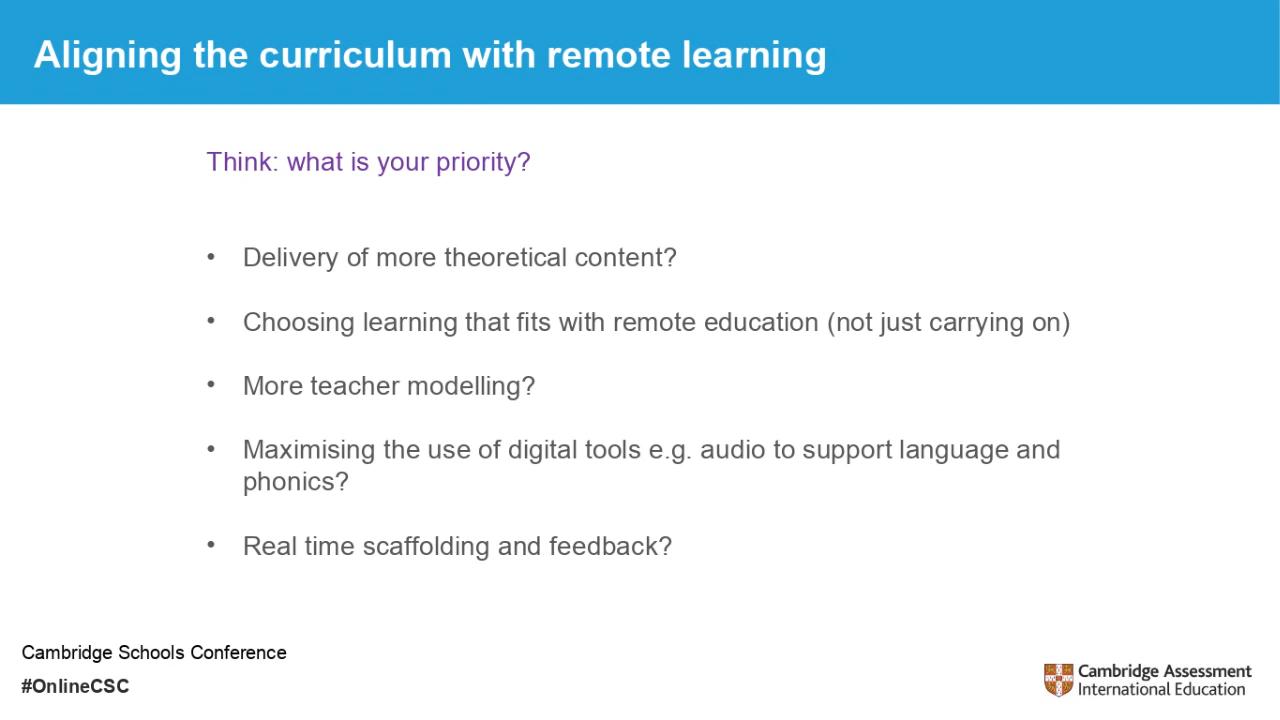 Aligning the curriculum with remote learning
Think: what is your priority?
• Delivery of more theoretical content?
• Choosing learning that fits with remote education (not just carrying on)
• More teacher modelling?
• Maximising the use of digital tools e.g. audio to support language and
phonics?
• Real time scaffolding and feedback?
Cambridge Schools Conference
#OnlineCSC
Cambridge Assessment
International Education